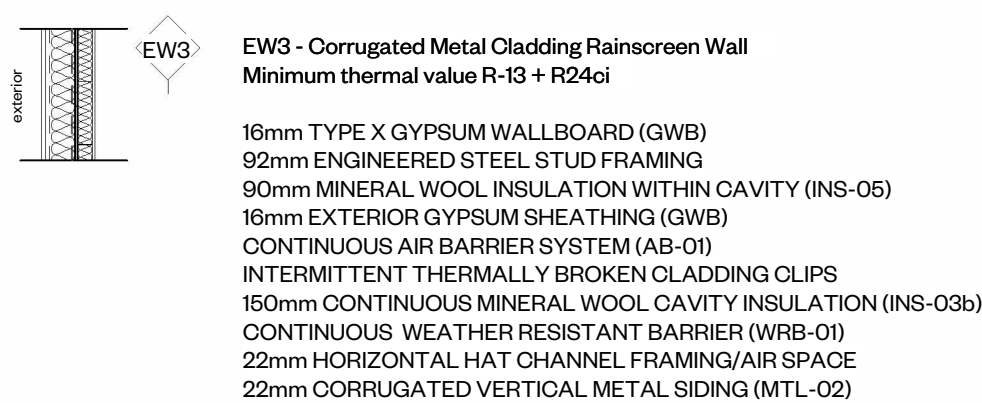 exterior
EW3
EW3 - Corrugated Metal Cladding Rainscreen Wall
Minimum thermal value R-13 + R24ci
16mm TYPE X GYPSUM WALLBOARD (GWB)
92mm ENGINEERED STEEL STUD FRAMING
90mm MINERAL WOOL INSULATION WITHIN CAVITY (INS-05)
16mm EXTERIOR GYPSUM SHEATHING (GWB)
CONTINUOUS AIR BARRIER SYSTEM (AB-01)
INTERMITTENT THERMALLY BROKEN CLADDING CLIPS
150mm CONTINUOUS MINERAL WOOL CAVITY INSULATION (INS-03b)
CONTINUOUS  WEATHER RESISTANT BARRIER (WRB-01)
22mm HORIZONTAL HAT CHANNEL FRAMING/AIR SPACE
22mm CORRUGATED VERTICAL METAL SIDING (MTL-02)